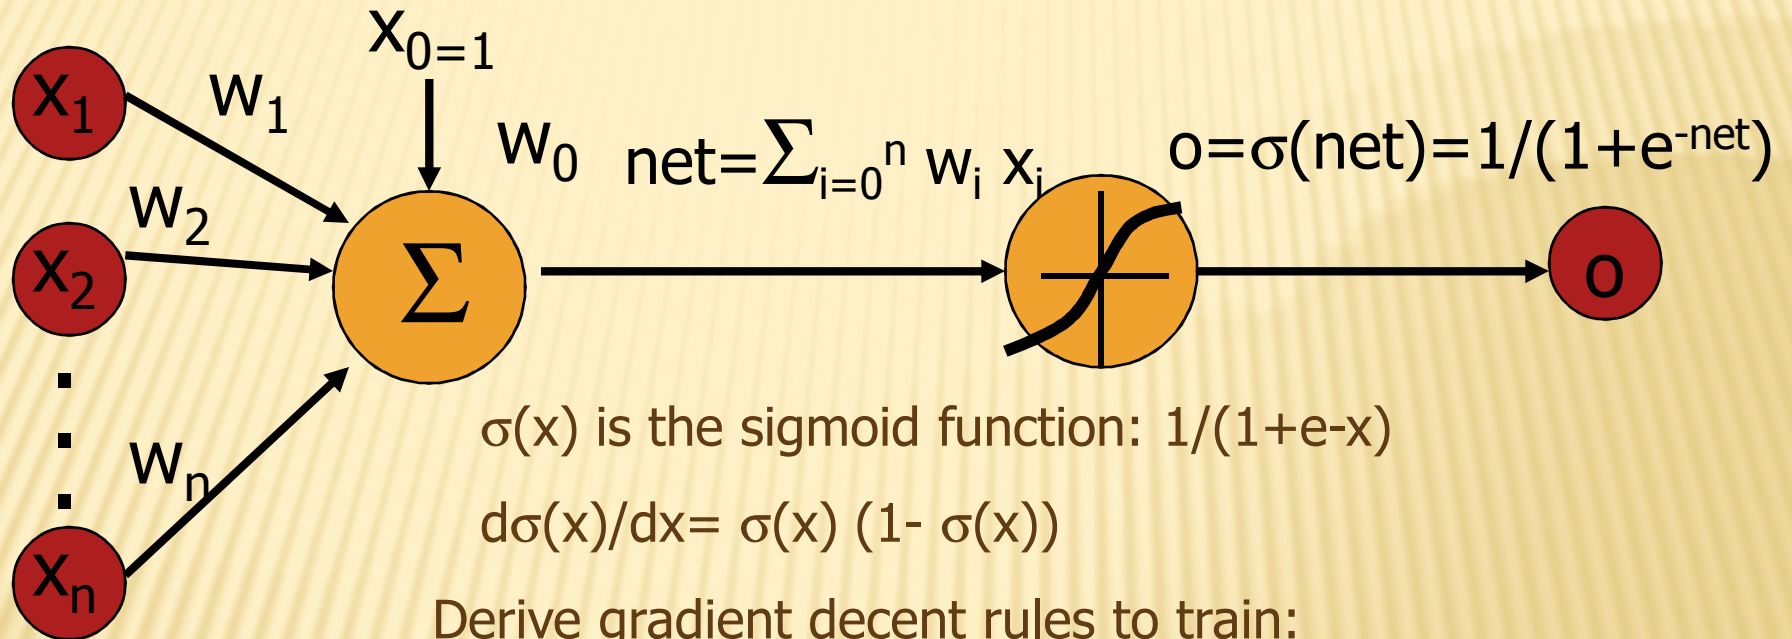 x₀₌₁
x₁
w₁
w₀
net=∑ᵢ₌₀ⁿ wᵢ xᵢ
o=σ(net)=1/(1+e⁻ⁿᵉᵗ)
w₂
x₂
Σ
o
σ(x) is the sigmoid function: 1/(1+e-x)
wₙ
dσ(x)/dx= σ(x) (1- σ(x))
xₙ
Derive gradient decent rules to train: